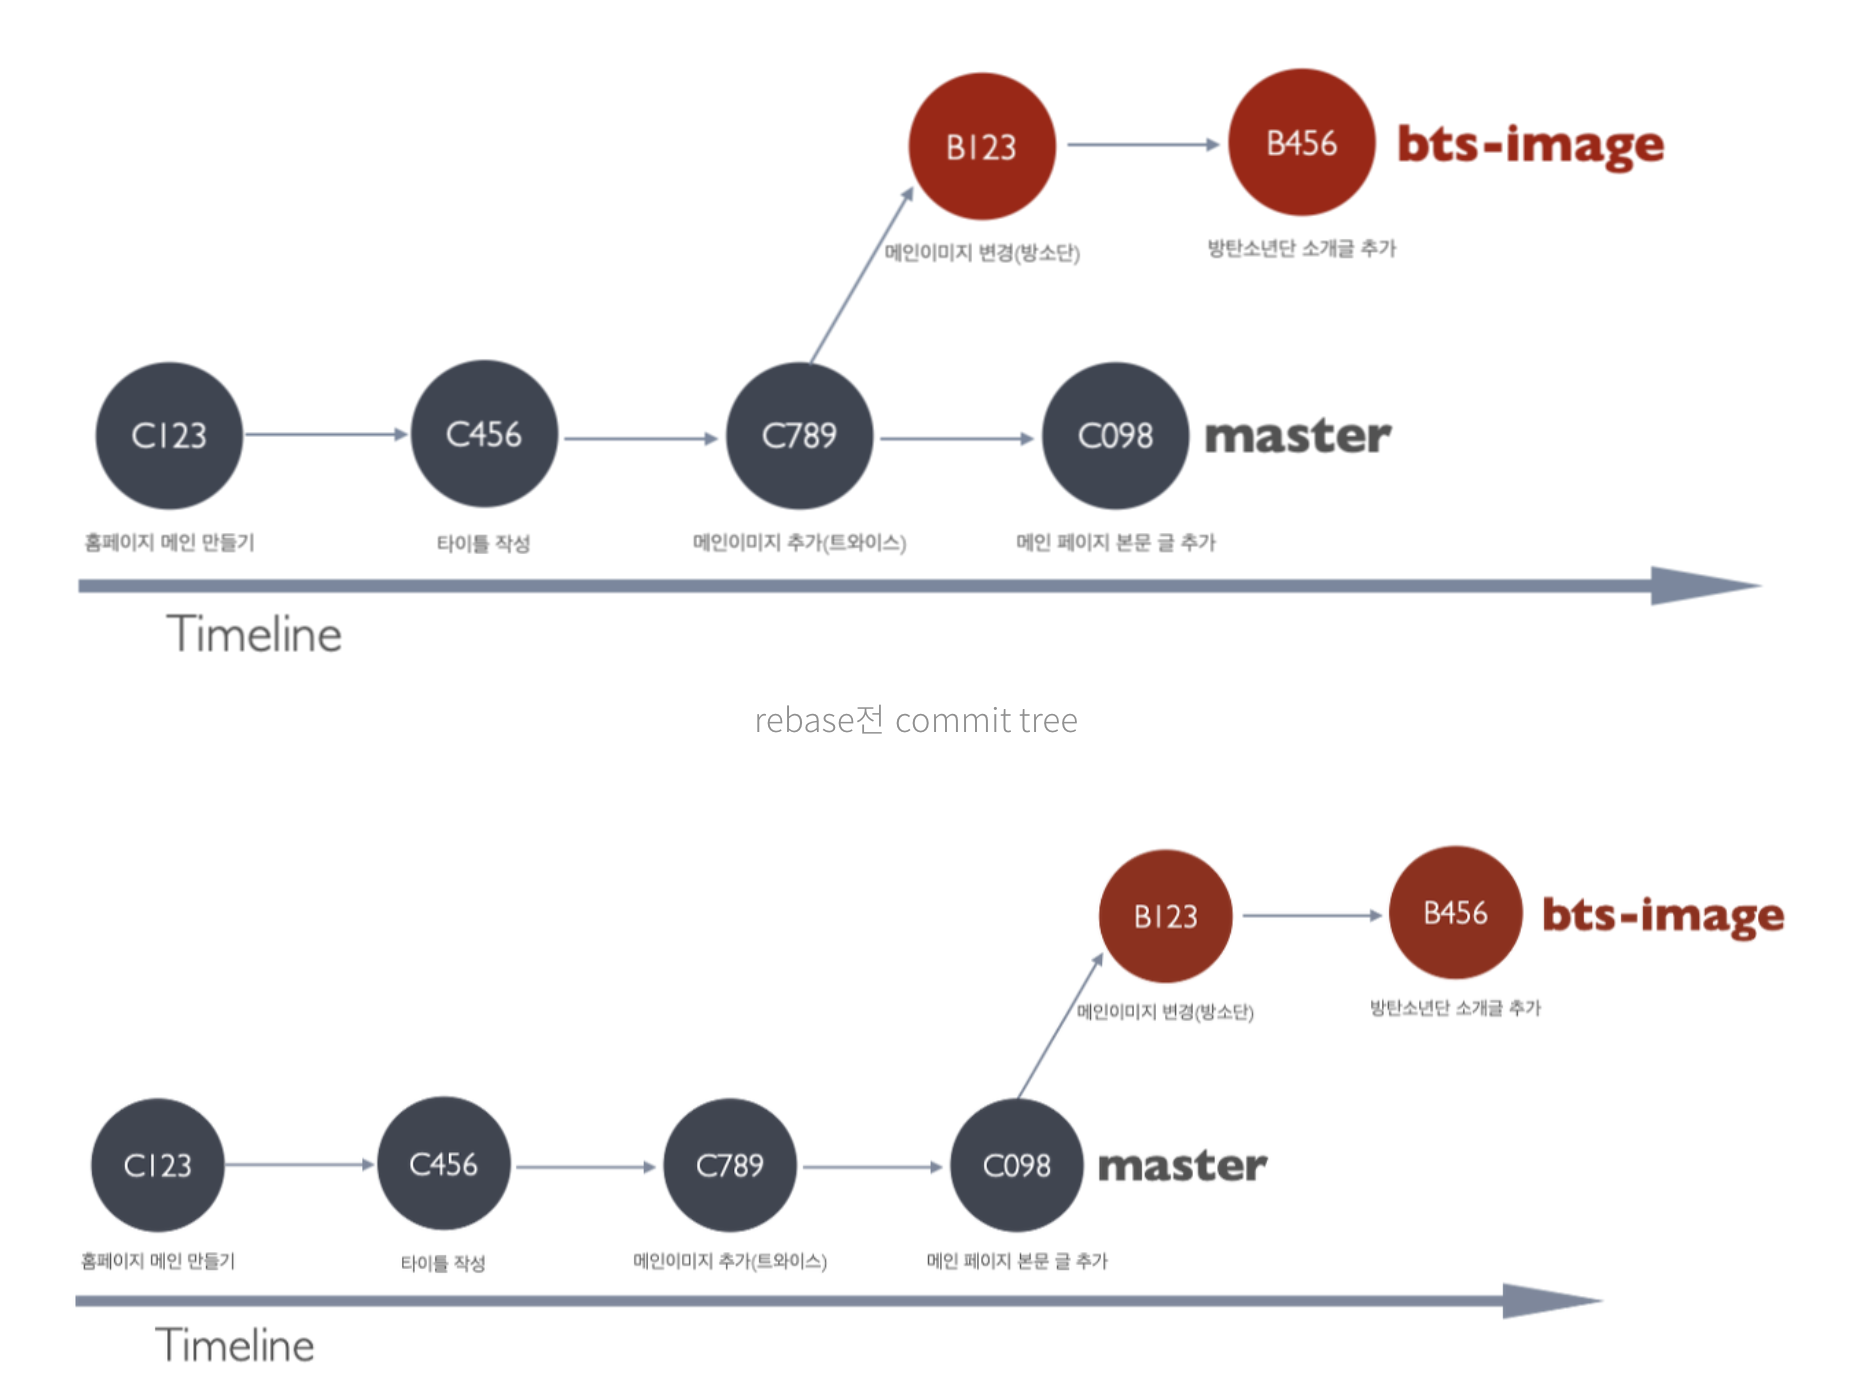 B123
B456
bts-image
메인이미지 변경(방소단)
방탄소년단 소개글 추가
C123
C456
C789
C098
master
홈페이지 메인 만들기
타이틀 작성
메인이미지 추가(트와이스)
메인 페이지 본문 글 추가
Timeline
rebase전 commit tree
B123
B456
bts-image
메인이미지 변경(방소단)
방탄소년단 소개글 추가
C123
C456
C789
C098
master
홈페이지 메인 만들기
타이틀 작성
메인이미지 추가(트와이스)
메인 페이지 본문 글 추가
Timeline